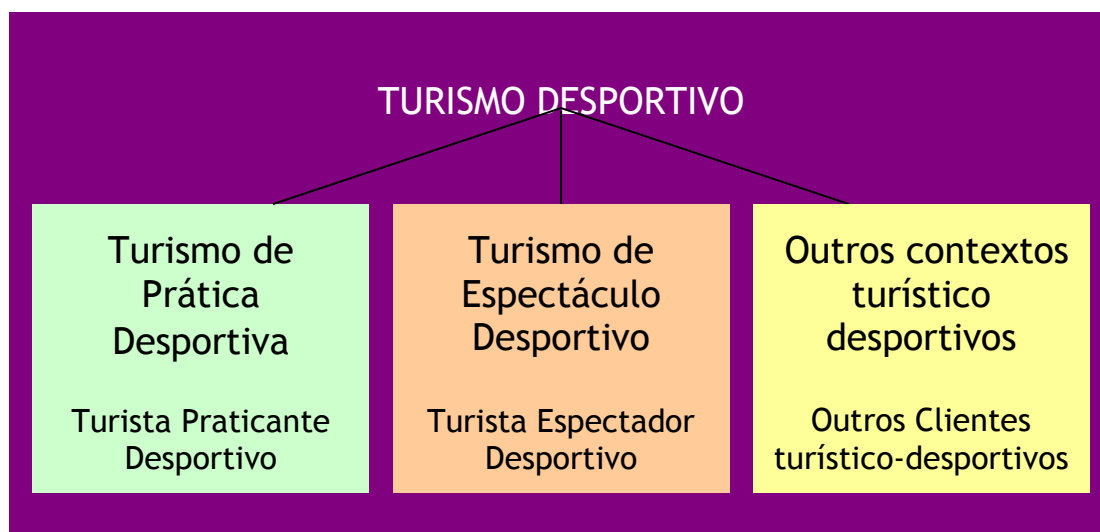 TURISMO DESPORTIVO
Turismo de
Prática
Desportiva
Turista Praticante
Desportivo
Turismo de
Espectáculo
Desportivo
Turista Espectador
Desportivo
Outros contextos
turístico
desportivos
Outros Clientes
turístico-desportivos